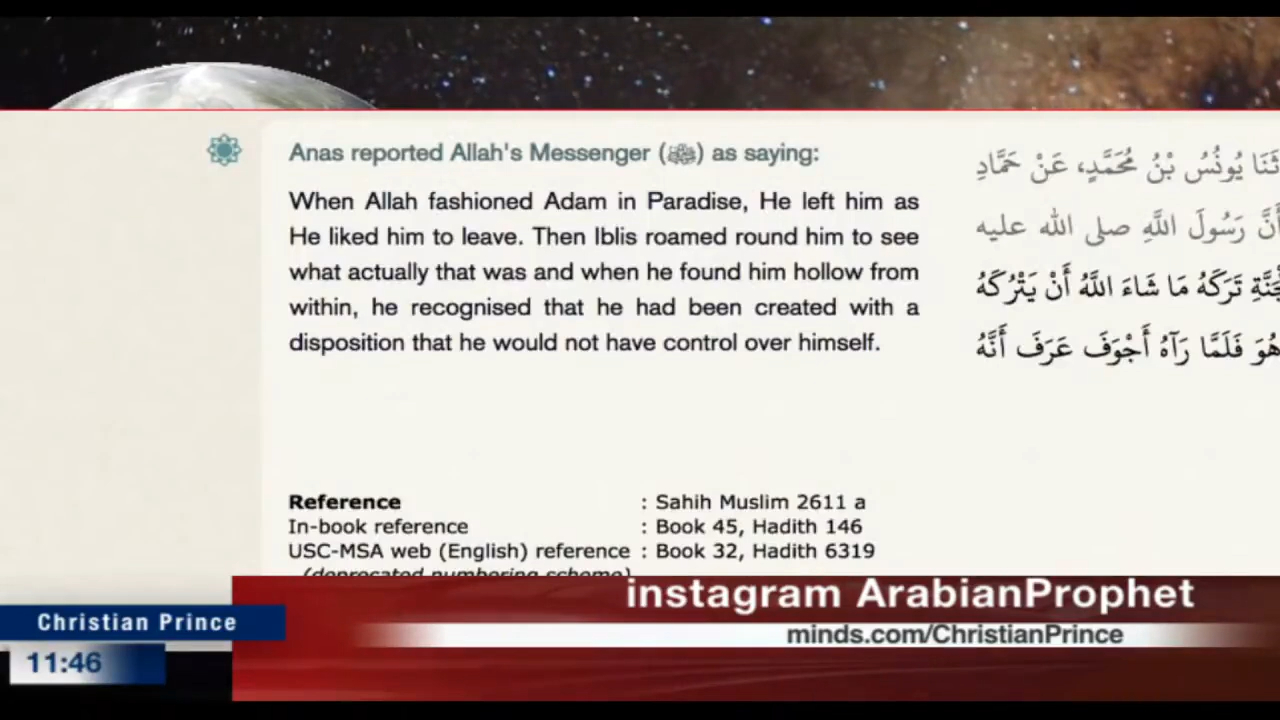 Anas reported Allah's Messenger (ﷺ) as saying:
When Allah fashioned Adam in Paradise, He left him as
He liked him to leave. Then Iblis roamed round him to see
what actually that was and when he found him hollow from
within, he recognised that he had been created with a
disposition that he would not have control over himself.
ثَنَا يُونُسُ بْنُ مُحَمَّدٍ، عَنْ حَمَّادِ
أَنَّ رَسُولَ اللَّهِ صلى الله عليه
تَرَكَهُ مَا شَاءَ اللَّهُ أَنْ يَتْرُكَهُ
هُوَ فَلَمَّا رَآهُ أَجْوَفَ عَرَفَ أَنَّهُ
Reference : Sahih Muslim 2611 a
In-book reference : Book 45, Hadith 146
USC-MSA web (English) reference : Book 32, Hadith 6319
(deprecated numbering scheme)
instagram ArabianProphet
minds.com/ChristianPrince
Christian Prince
11:46